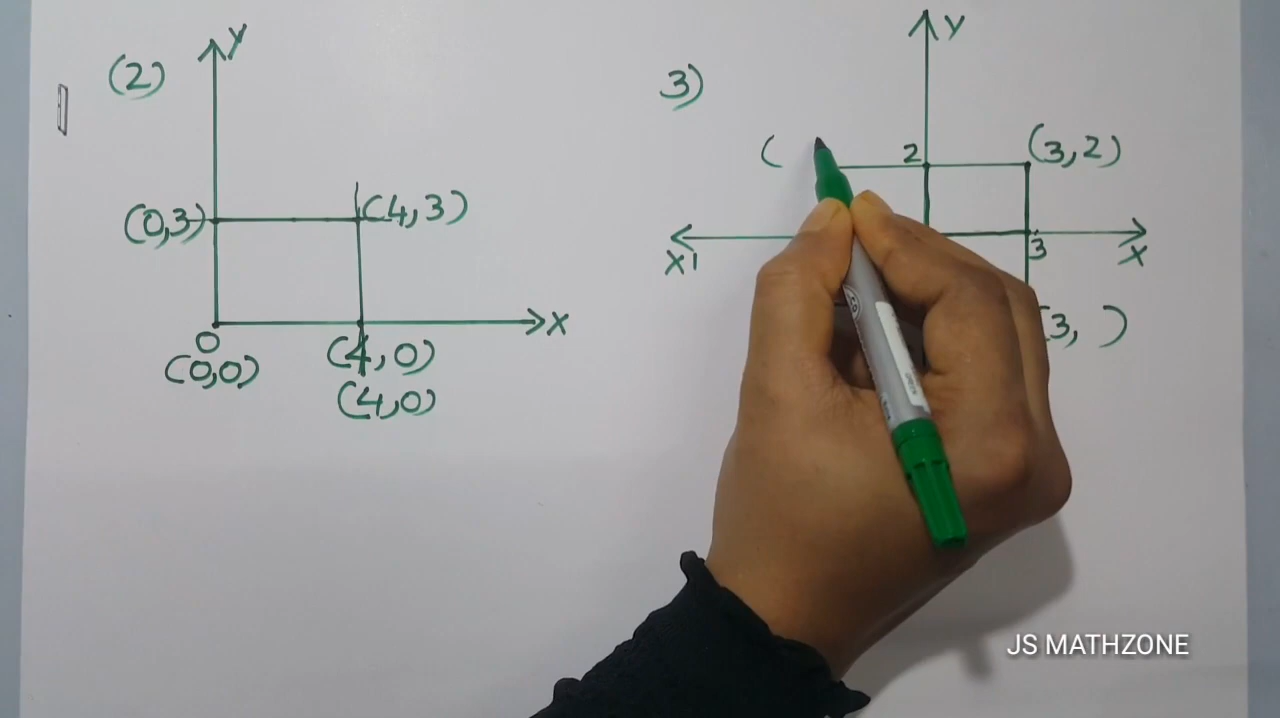 (2)
Y
(0,3)
(4,3)
0
X
(0,0)
(4,0)
(4,0)
3)
Y
(
2
(3,2)
X'
3
X
(3, )
JS MATHZONE